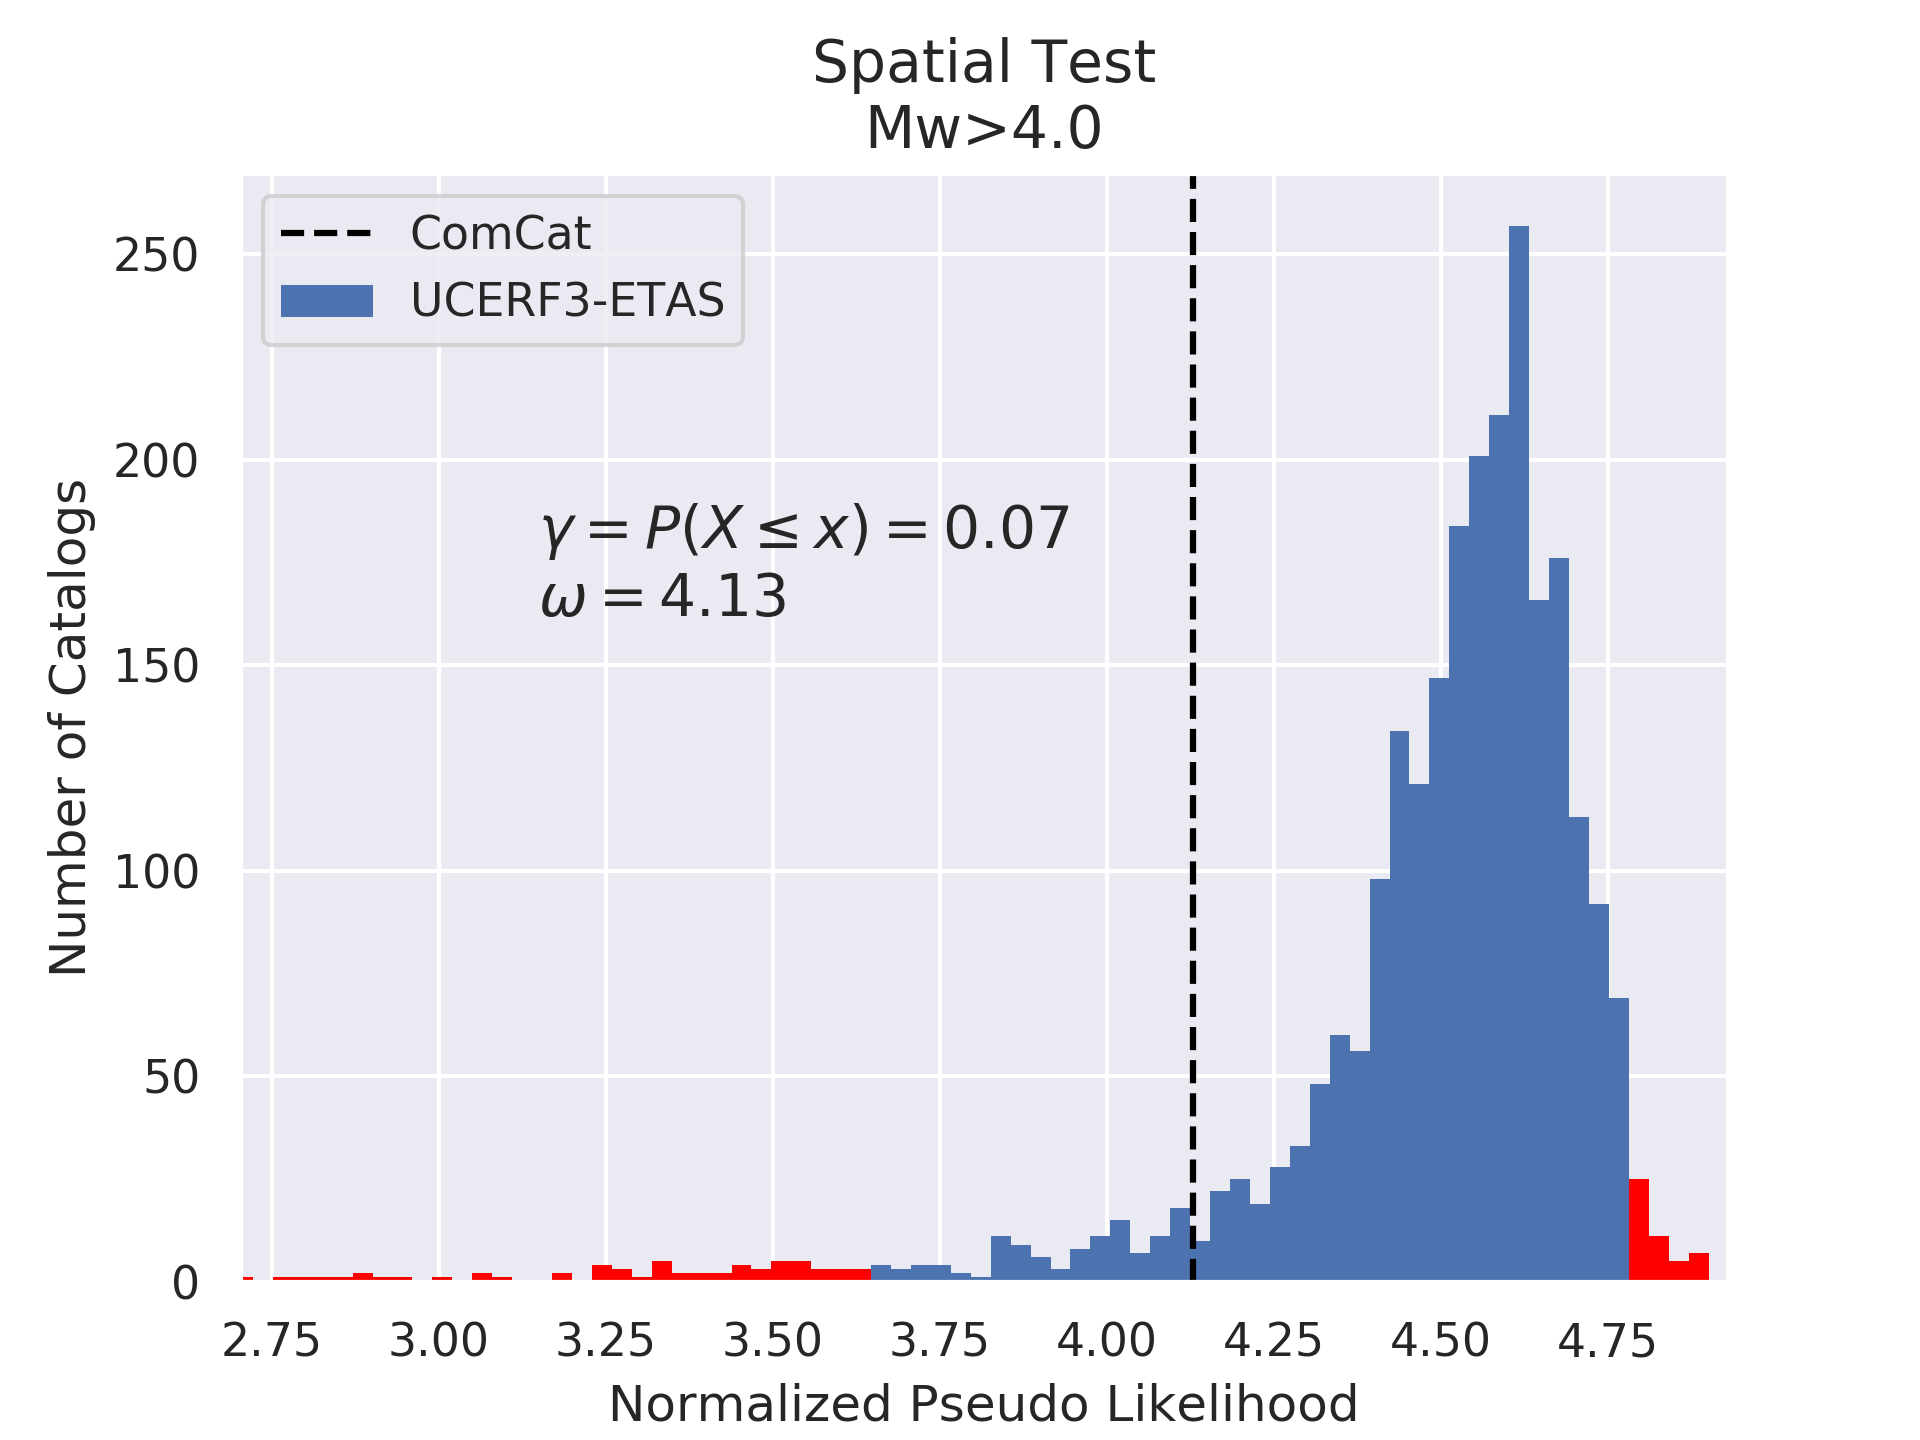 Spatial Test
Mw>4.0
ComCat
UCERF3-ETAS
250
200
150
100
50
0
Number of Catalogs
γ = P(X ≤ x) = 0.07
ω = 4.13
2.75 3.00 3.25 3.50 3.75 4.00 4.25 4.50 4.75
Normalized Pseudo Likelihood